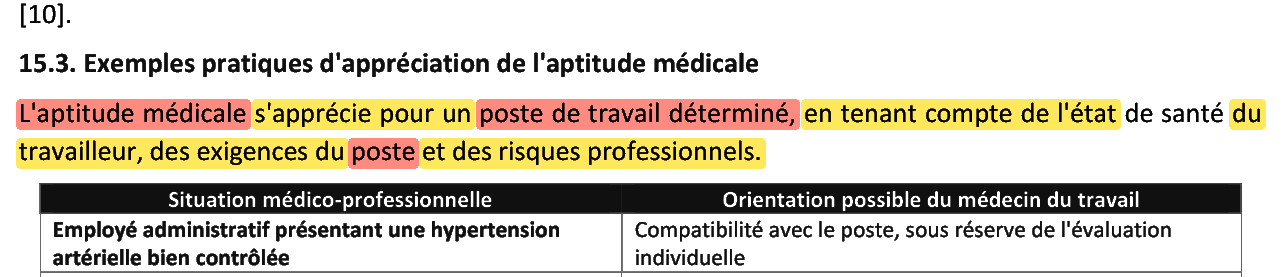 [10].
15.3. Exemples pratiques d'appréciation de l'aptitude médicale
L'aptitude médicale s'apprécie pour un poste de travail déterminé, en tenant compte de l'état de santé du
travailleur, des exigences du poste et des risques professionnels.
Situation médico-professionnelle
Orientation possible du médecin du travail
Employé administratif présentant une hypertension
artérielle bien contrôlée
Compatibilité avec le poste, sous réserve de l'évaluation
individuelle